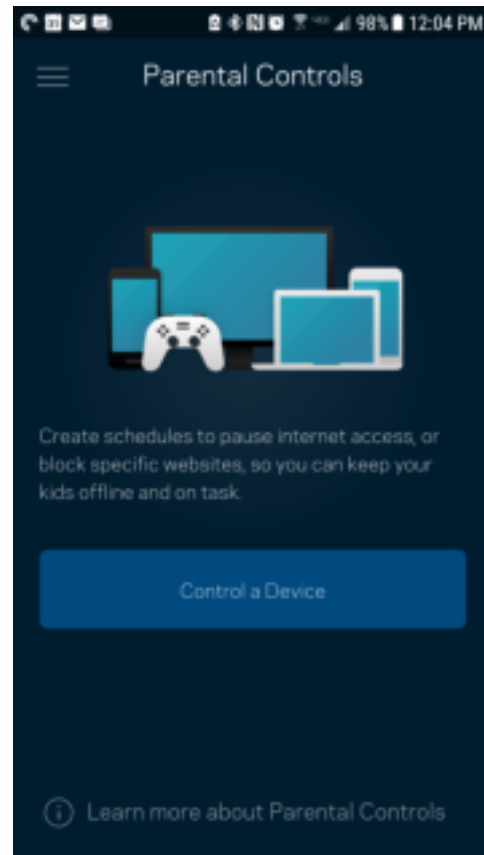 98% 12:04 PM
Parental Controls
Create schedules to pause internet access, or
block specific websites, so you can keep your
kids offline and on task.
Control a Device
Learn more about Parental Controls